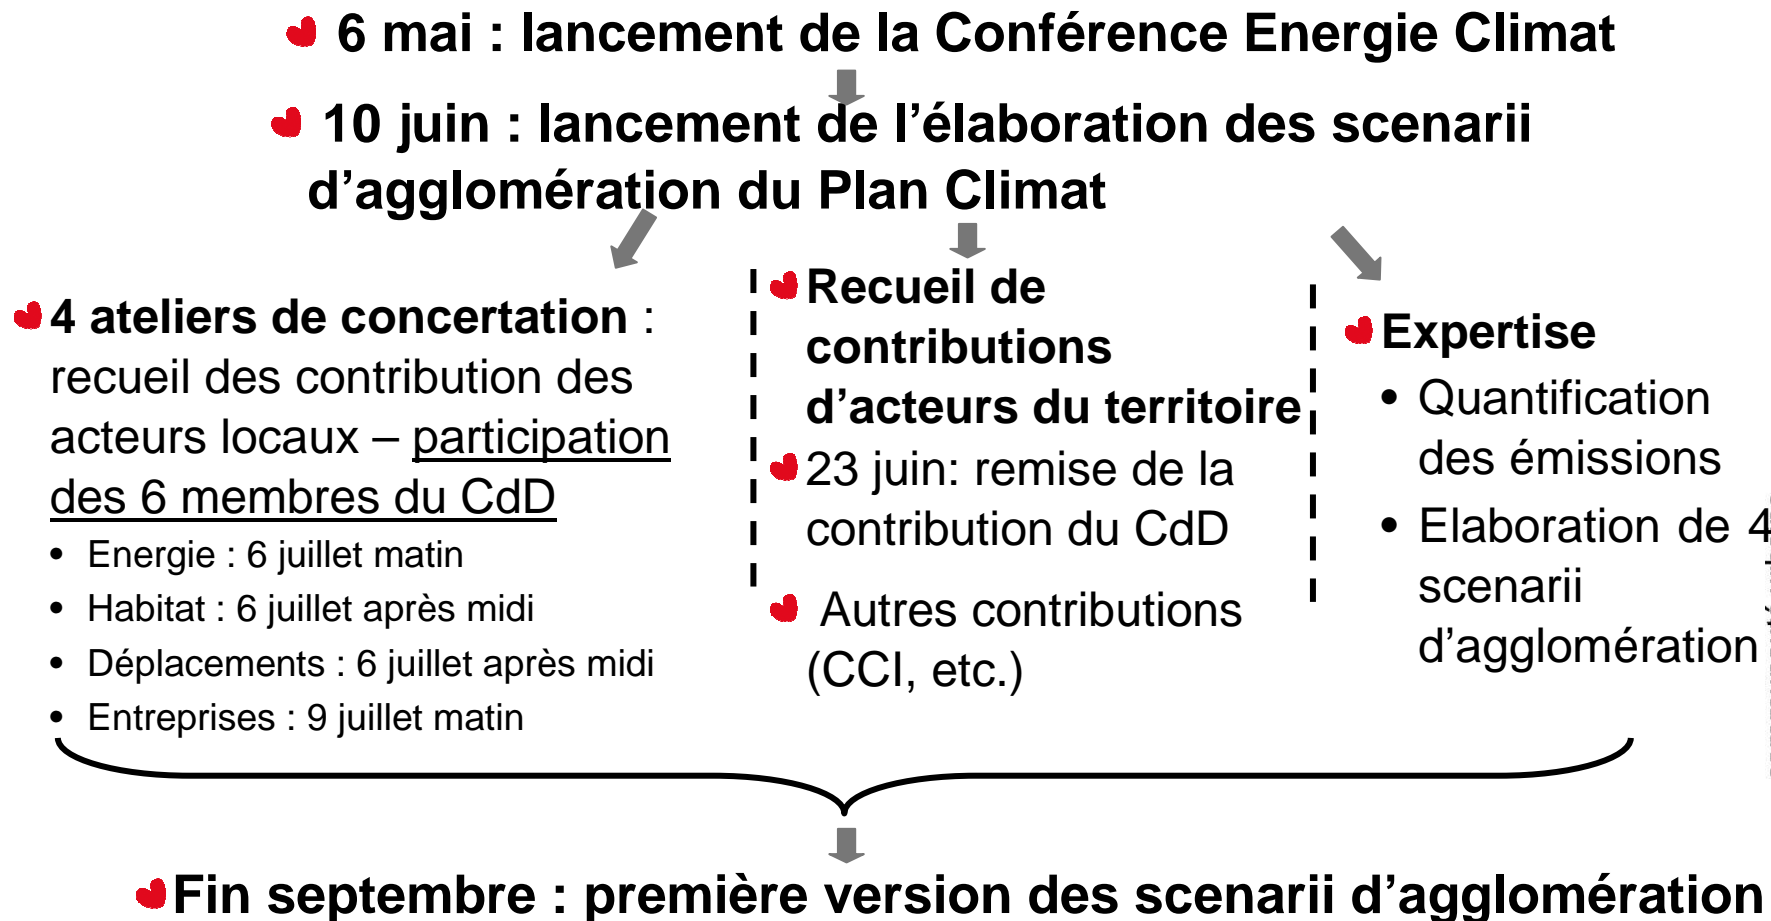 6 mai : lancement de la Conférence Energie Climat
10 juin : lancement de l’élaboration des scenarii
d’agglomération du Plan Climat
4 ateliers de concertation :
recueil des contribution des
acteurs locaux – participation
des 6 membres du CdD
• Energie : 6 juillet matin
• Habitat : 6 juillet après midi
• Déplacements : 6 juillet après midi
• Entreprises : 9 juillet matin
Recueil de
contributions
d’acteurs du territoire
23 juin: remise de la
contribution du CdD
Autres contributions
(CCI, etc.)
Expertise
• Quantification
des émissions
• Elaboration de 4
scenarii
d’agglomération
Fin septembre : première version des scenarii d’agglomération